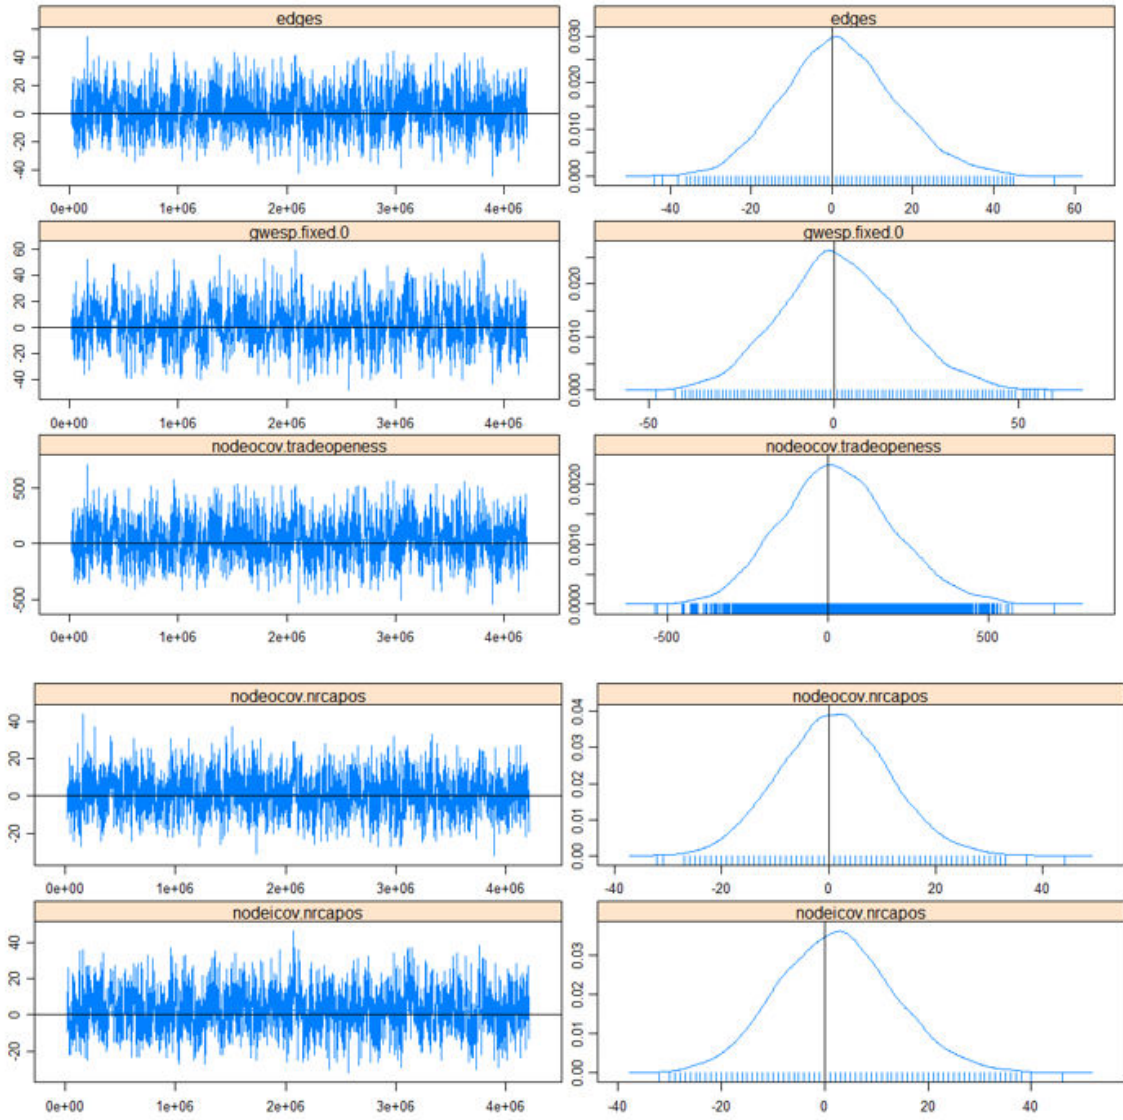 edges edges
40
20
0
-20
-40
0e+00 1e+06 2e+06 3e+06 4e+06
0.030
0.020
0.010
0.000
-40 -20 0 20 40 60
gwesp.fixed.0 gwesp.fixed.0
60
40
20
0
-20
-40
0e+00 1e+06 2e+06 3e+06 4e+06
0.020
0.010
0.000
-50 0 50
nodeocov.tradeopeness nodeocov.tradeopeness
500
0
-500
0e+00 1e+06 2e+06 3e+06 4e+06
0.0020
0.0010
0.0000
-500 0 500
nodeocov.nrcapos nodeocov.nrcapos
40
20
0
-20
0e+00 1e+06 2e+06 3e+06 4e+06
0.04
0.03
0.02
0.01
0.00
-40 -20 0 20 40
nodeicov.nrcapos nodeicov.nrcapos
40
20
0
-20
0e+00 1e+06 2e+06 3e+06 4e+06
0.03
0.02
0.01
0.00
-40 -20 0 20 40